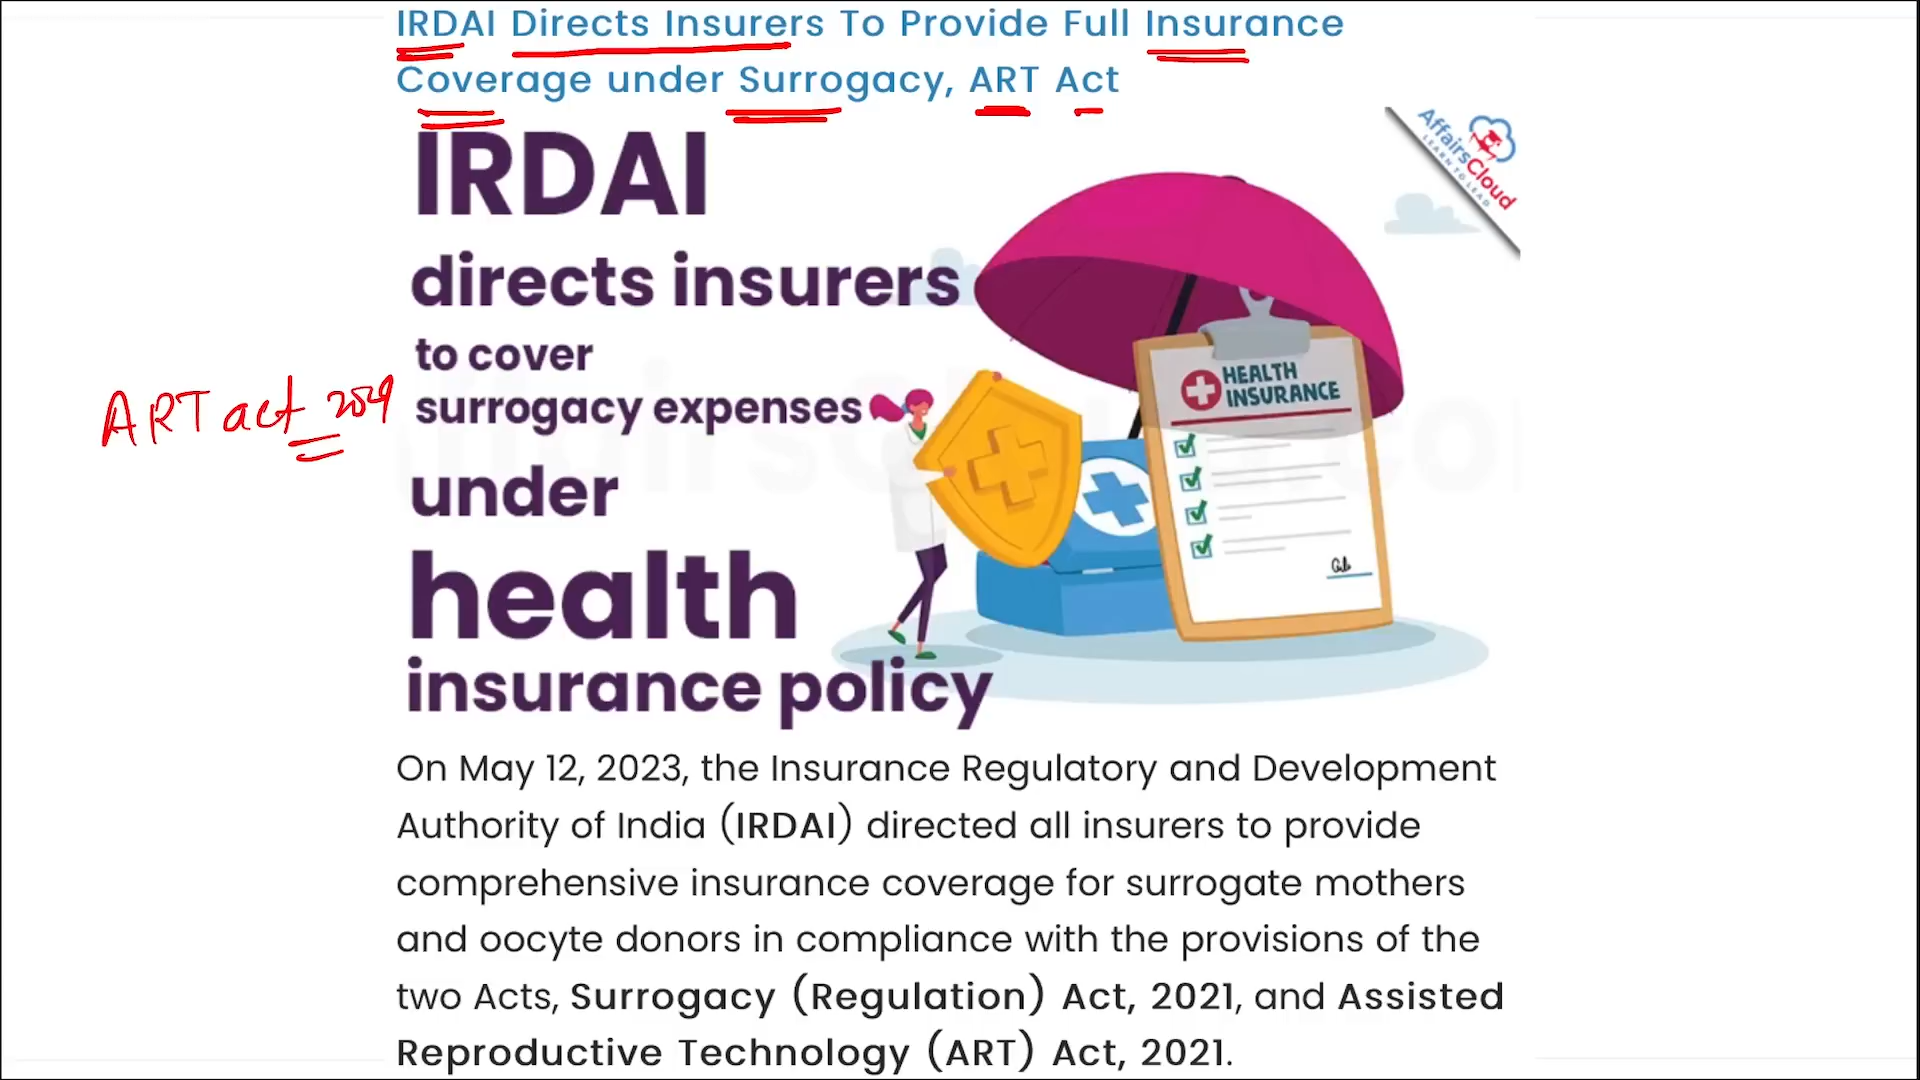 IRDAI Directs Insurers To Provide Full Insurance
Coverage under Surrogacy, ART Act
AffairsCloud
LEARN TO LEAD
IRDAI
directs insurers
to cover
surrogacy expenses
under
health
insurance policy
HEALTH
INSURANCE
ART act
On May 12, 2023, the Insurance Regulatory and Development
Authority of India (IRDAI) directed all insurers to provide
comprehensive insurance coverage for surrogate mothers
and oocyte donors in compliance with the provisions of the
two Acts, Surrogacy (Regulation) Act, 2021, and Assisted
Reproductive Technology (ART) Act, 2021.